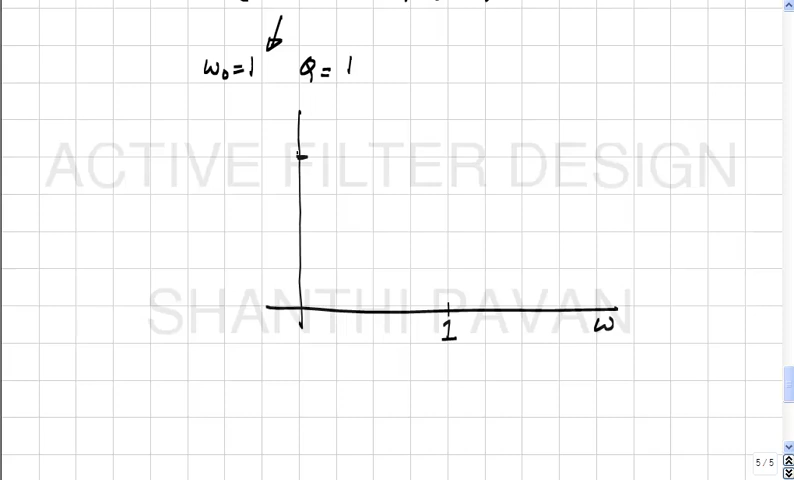 ω₀=1 Q=1
ACTIVE FILTER DESIGN
SHANTHI PAVAN
1 ω
5/5